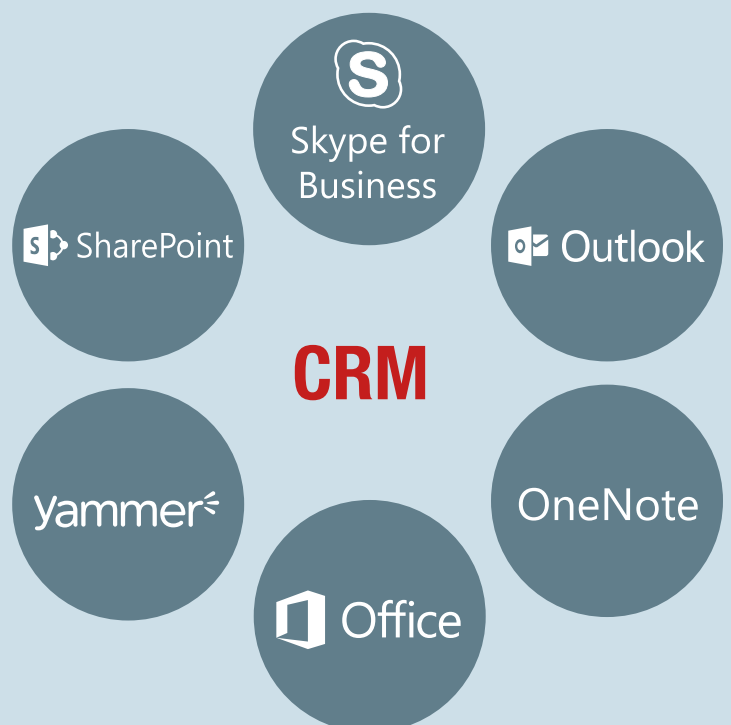 S
Skype for
Business
S SharePoint
o Outlook
CRM
yammer
OneNote
Office